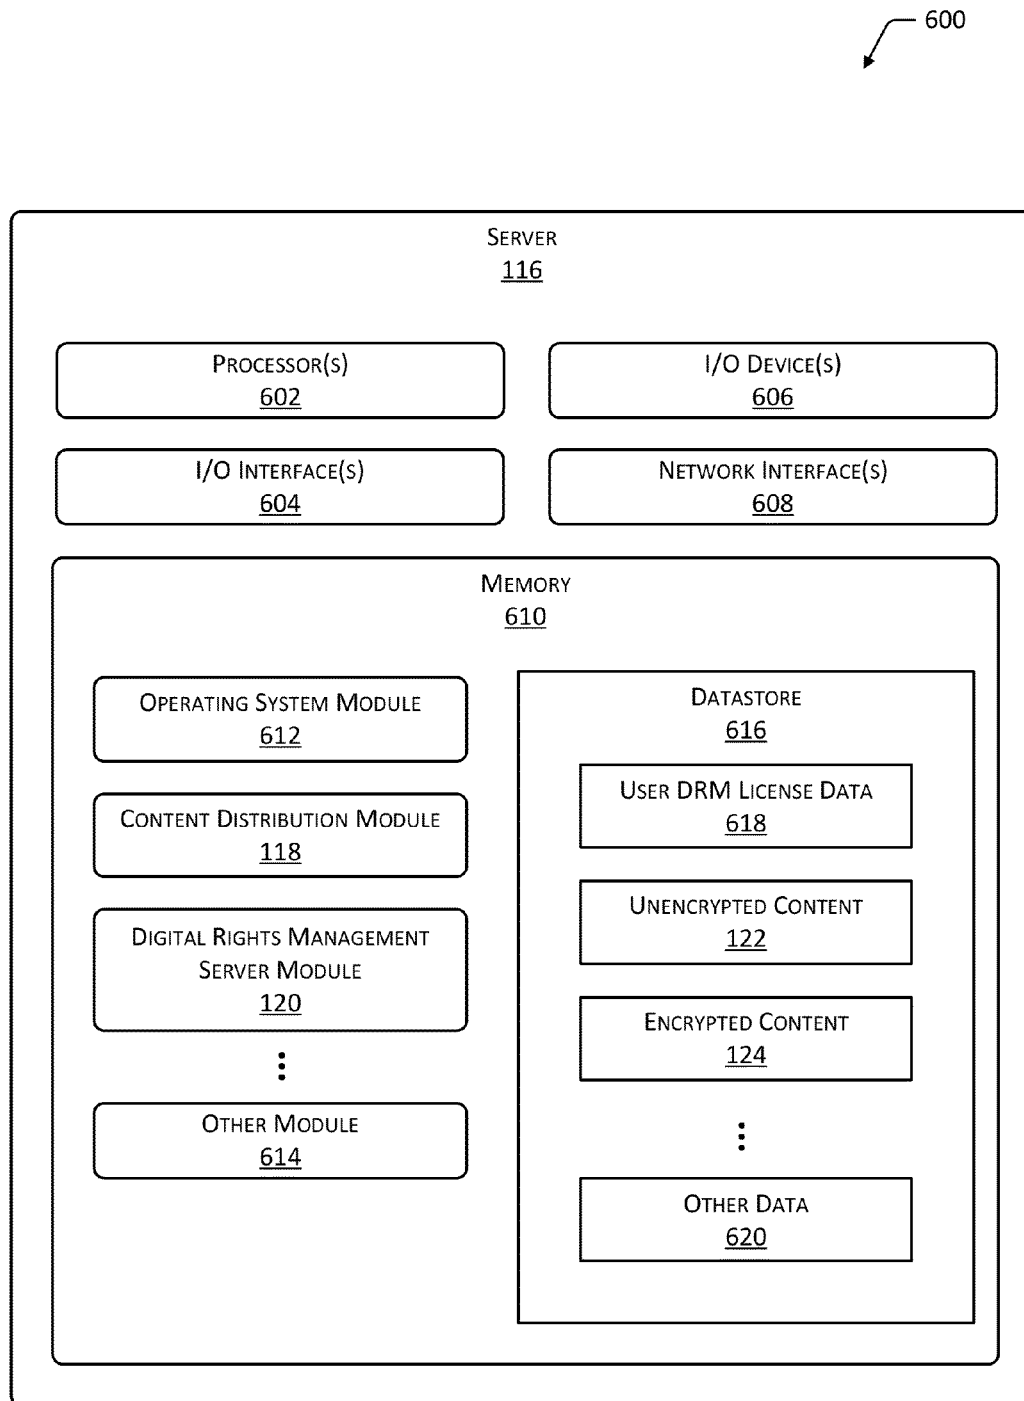 600
SERVER
116
PROCESSOR(S)
602
I/O DEVICE(S)
606
I/O INTERFACE(S)
604
NETWORK INTERFACE(S)
608
MEMORY
610
OPERATING SYSTEM MODULE
612
CONTENT DISTRIBUTION MODULE
118
DIGITAL RIGHTS MANAGEMENT
SERVER MODULE
120
OTHER MODULE
614
DATASTORE
616
USER DRM LICENSE DATA
618
UNENCRYPTED CONTENT
122
ENCRYPTED CONTENT
124
OTHER DATA
620